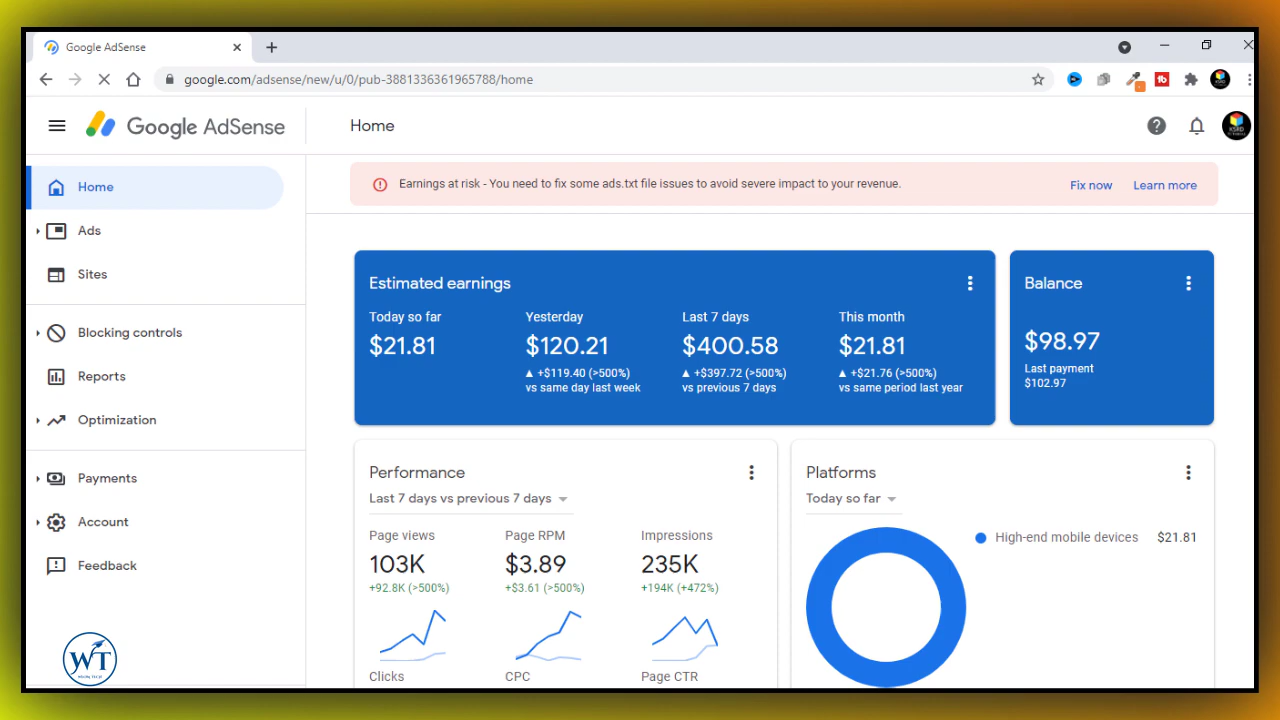 Google AdSense
google.com/adsense/new/u/0/pub-3881336361965788/home
Google AdSense
Home
Home
Ads
Sites
Blocking controls
Reports
Optimization
Payments
Account
Feedback
WT
Earnings at risk - You need to fix some ads.txt file issues to avoid severe impact to your revenue.
Fix now
Learn more
Estimated earnings
Today so far
$21.81
Yesterday
$120.21
▲ +$119.40 (>500%)
vs same day last week
Last 7 days
$400.58
▲ +$397.72 (>500%)
vs previous 7 days
This month
$21.81
▲ +$21.76 (>500%)
vs same period last year
Balance
$98.97
Last payment
$102.97
Performance
Last 7 days vs previous 7 days
Page views
103K
+92.8K (>500%)
Page RPM
$3.89
+$3.61 (>500%)
Impressions
235K
+194K (+472%)
Clicks
CPC
Page CTR
Platforms
Today so far
High-end mobile devices $21.81